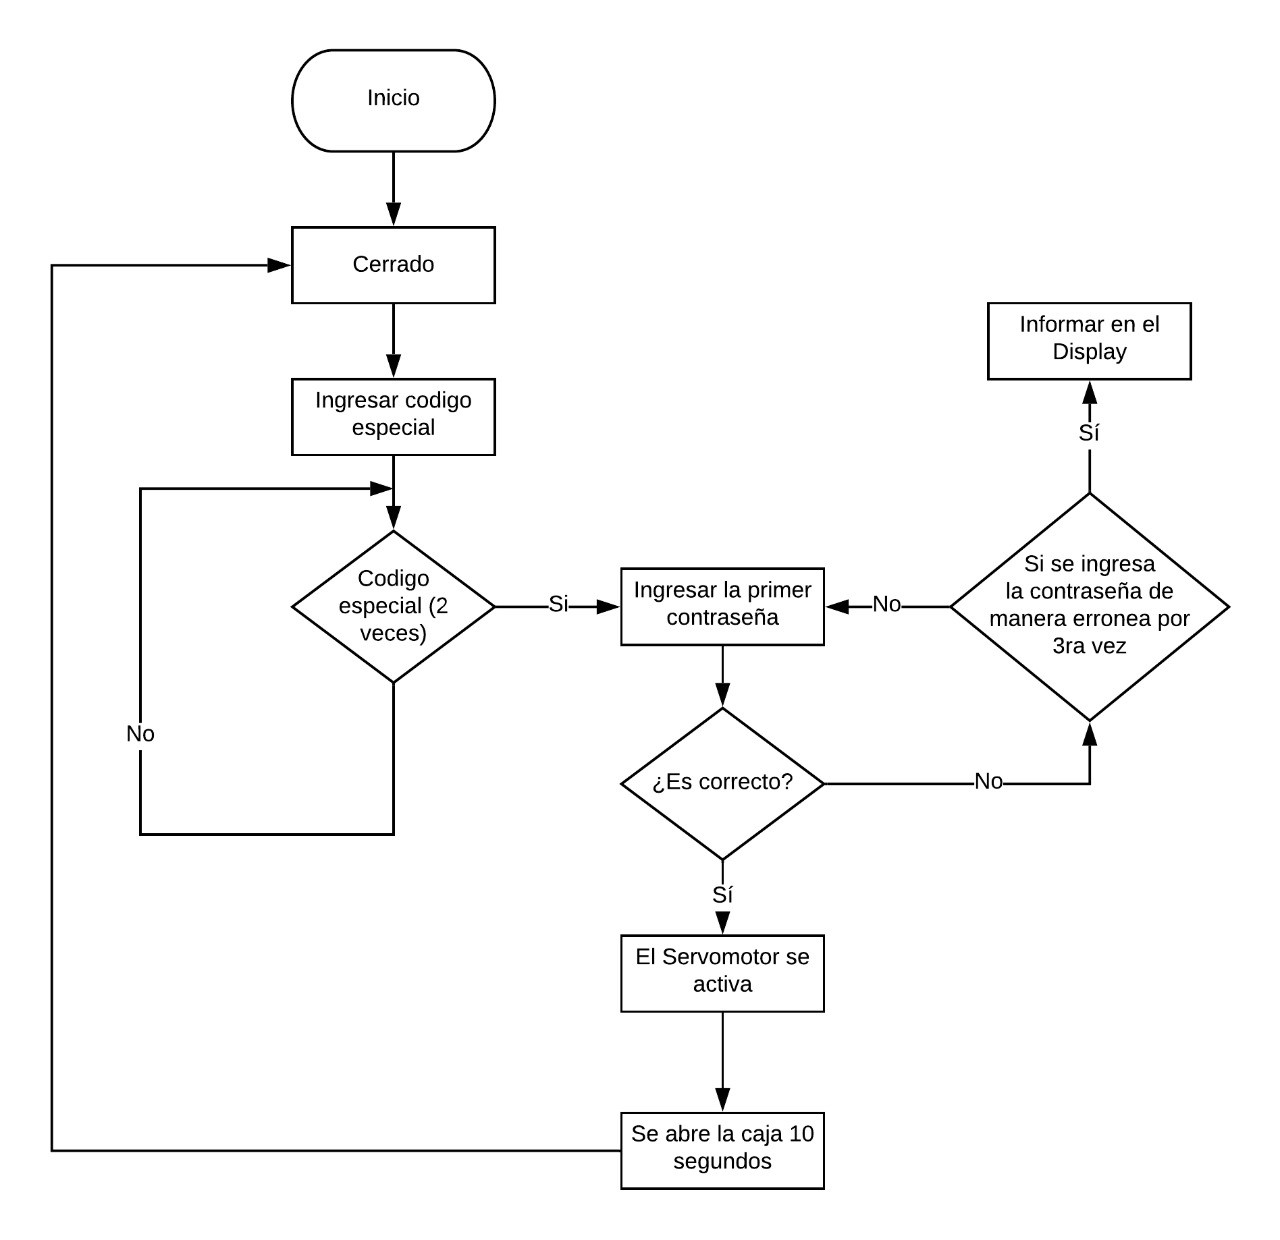 Inicio
Cerrado
Informar en el
Display
Ingresar codigo
especial
Sí
Codigo
especial (2
veces)
Si
Ingresar la primer
contraseña
No
Si se ingresa
la contraseña de
manera erronea por
3ra vez
No
¿Es correcto?
No
Sí
El Servomotor se
activa
Se abre la caja 10
segundos